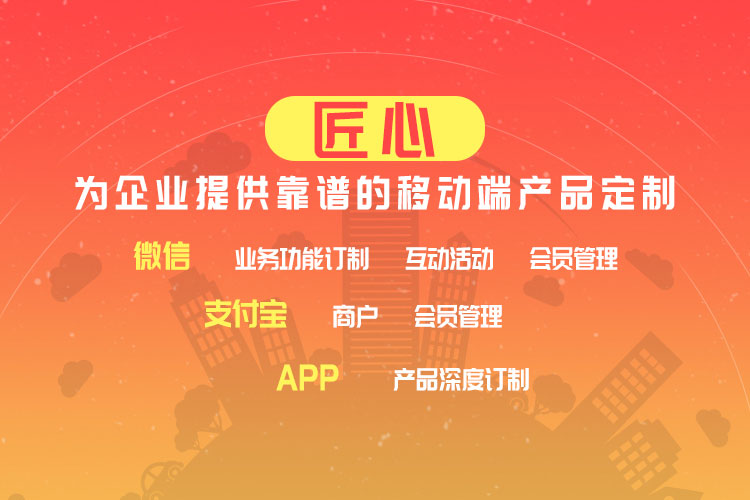 匠心
为企业提供靠谱的移动端产品定制
微信 业务功能订制 互动活动 会员管理
支付宝 商户 会员管理
APP 产品深度订制